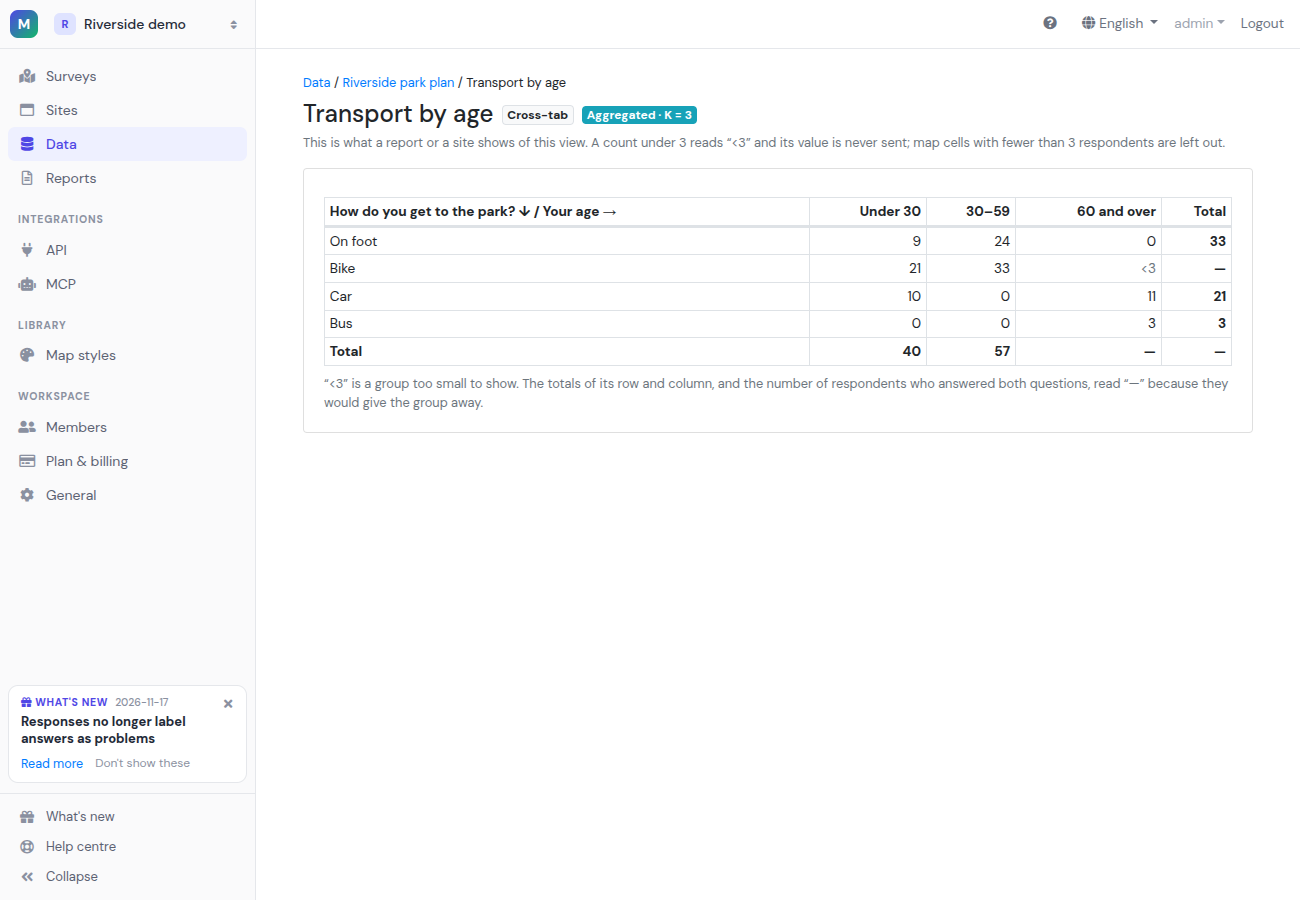 M R Riverside demo
English admin Logout
Surveys
Sites
Data
Reports
INTEGRATIONS
API
MCP
LIBRARY
Map styles
WORKSPACE
Members
Plan & billing
General
WHAT'S NEW 2026-11-17
Responses no longer label
answers as problems
Read more Don't show these
What's new
Help centre
Collapse
Data / Riverside park plan / Transport by age
Transport by age Cross-tab Aggregated · K = 3
This is what a report or a site shows of this view. A count under 3 reads “<3” and its value is never sent; map cells with fewer than 3 respondents are left out.
How do you get to the park? ↓ / Your age → Under 30 30–59 60 and over Total
On foot 9 24 0 33
Bike 21 33 <3 —
Car 10 0 11 21
Bus 0 0 3 3
Total 40 57 — —
“<3” is a group too small to show. The totals of its row and column, and the number of respondents who answered both questions, read “—” because they
would give the group away.